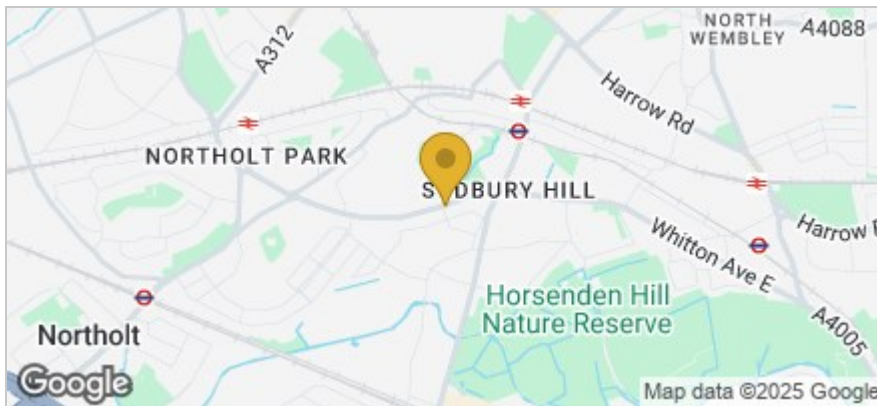 NORTH
WEMBLEY
A4088
A312
Harrow Rd
NORTHOLT PARK
SUDBURY HILL
Harrow
Whitton Ave E
Horsenden Hill
Nature Reserve
A4005
Northolt
Google
Map data ©2025 Google